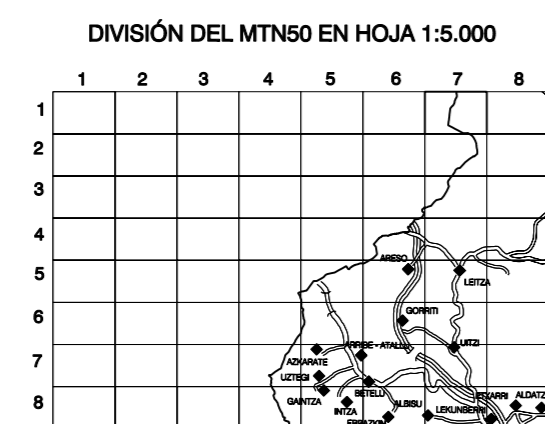 DIVISIÓN DEL MTN50 EN HOJA 1:5.000
1 2 3 4 5 6 7 8
1
2
3
4
ARESO
5
LEITZA
6
GORRITI
ARRIBE - ATALLU
UITZI
7
AZKARATE
UZTEGI
BETELU
ETXARRI
8
GAINTZA
INTZA
ALBISU
LEKUNBERRI
ERRAZKIN